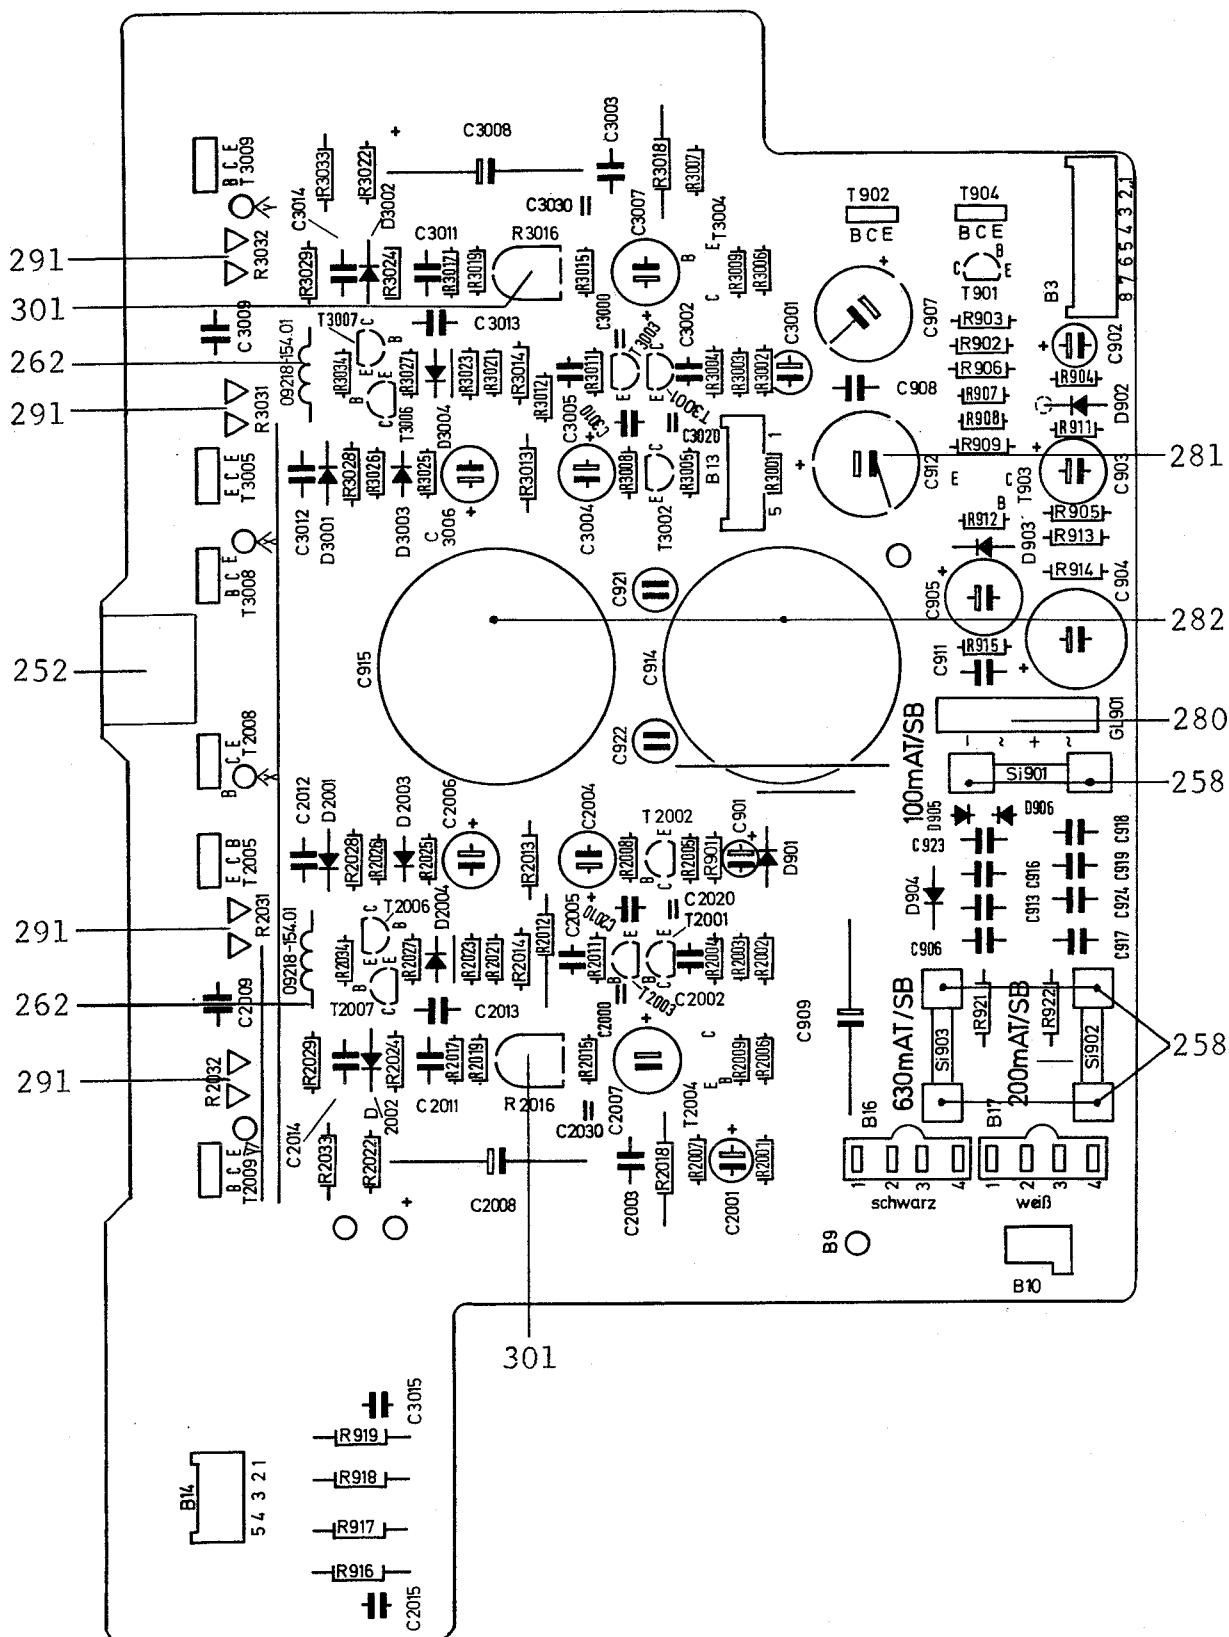 C3008
C3003
T3009
B C E
R3033
R3022
+
R3018
R3007
C3014
D3002
C3030
C3007
T3004
T902
B C E
T904
B C E
8 7 6 5 4 3 2 1
B3
291
R3032
R3029
R3024
C3011
R3017
R3019
R3016
R3015
B
E
C
R3009
R3006
C
B
E
T901
C907
+
301
C3009
09218-154.01
T3007
C
B
E
C3013
C3000
T3003
+
C3002
C3001
R903
R902
R906
+
C902
262
R3034
R3027
R3023
R3021
R3014
R3012
R3011
R3004
R3003
R3002
R904
C908
R907
D902
291
R3031
T3006
D3004
C3005
C3010
T3001
C3020
R908
R911
R909
T3005
E C B
C3012
D3001
R3028
R3026
D3003
R3025
C
3006
+
R3013
C3004
+
R3008
T3002
R3005
B13
1
5
R3001
+
C912
281
E
C
B
T903
+
C903
R912
R905
R913
D903
R914
C904
T3008
B C E
C921
C905
+
282
252
C915
C914
C911
R915
+
T2008
B C E
C922
100mAT/SB
GL901
280
− ~ + ~
Si901
258
C2012
D2001
D2003
C2006
C2004
T2002
C901
D905
D906
C918
T2005
E C B
R2028
R2026
R2025
+
R2013
+
R2008
R2005
R901
+
D901
C923
C916
C919
R2031
T2006
D2004
C2005
C2010
C2020
T2001
D904
C913
C924
291
09218-154.01
R2034
R2027
R2023
R2021
R2014
R2012
R2011
R2004
R2003
R2002
C906
C917
262
C2009
T2007
C2013
C2000
T2003
C2002
C909
630mAT/SB
Si903
R921
200mAT/SB
R922
Si902
258
291
R2032
R2029
R2024
C2011
R2017
R2019
R2016
R2015
+
C2007
C
B
E
T2004
R2009
R2006
C2014
D
2002
C2030
B16
B17
T2009
B C E
R2033
R2022
C2008
C2003
R2018
R2007
C2001
+
R2001
1 2 3 4
schwarz
1 2 3 4
weiß
+
B9
B10
301
C3015
R919
B14
5 4 3 2 1
R918
R917
R916
C2015